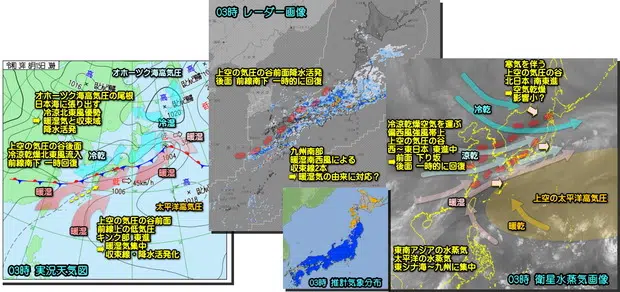 03時 レーダー画像
上空の気圧の谷前面降水活発
後面 前線南下 一時的に回復
九州南部
暖湿南西風による
収束線2本
➡暖湿気の由来に対応?
オホーツク海高気圧の尾根
日本海に張り出す
冷涼北東風優勢
➡暖湿気と収束域
降水活発
オホーツク海高気圧
高
1016
1020
冷湿
上空の気圧の谷後面
冷涼乾燥北東風流入
前線南下 一時回復
冷乾
暖湿
1004
暖湿
1006
45km/h
低
暖湿
高
太平洋高気圧
上空の気圧の谷前面
前線上の低気圧
キンク部)東進
➡暖湿気集中
収束線・降水活発化
03時 実況天気図
03時 推計気象分布
寒気を伴う
上空の気圧の谷
北日本)南東進
➡空気乾燥
影響小?
冷乾
冷涼乾燥空気を運ぶ
偏西風強風帯上
上空の気圧の谷
西~東日本)東進中
➡前面 下り坂
後面 一時的に回復
涼乾
暖湿
上空の太平洋高気圧
暖乾
東南アジアの水蒸気
太平洋の水蒸気
東シナ海~九州に集中
03時 衛星水蒸気画像